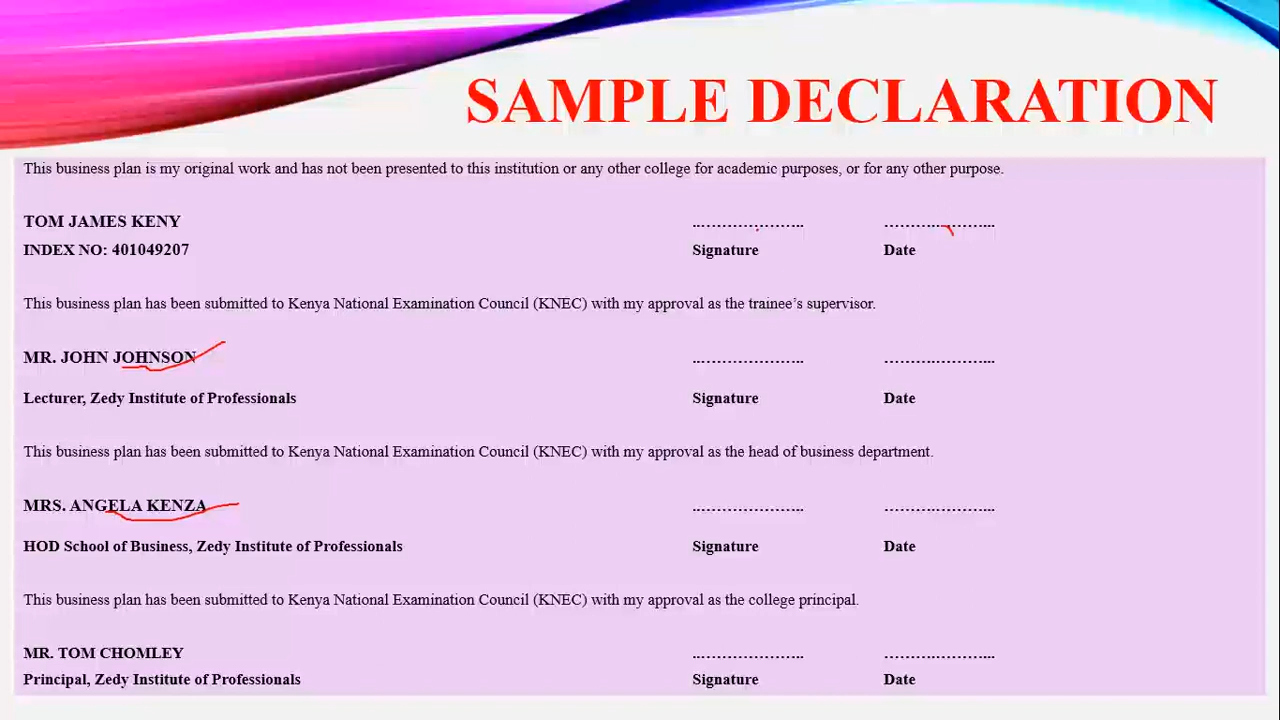 SAMPLE DECLARATION
This business plan is my original work and has not been presented to this institution or any other college for academic purposes, or for any other purpose.
TOM JAMES KENY ………………….. …………………...
INDEX NO: 401049207 Signature Date
This business plan has been submitted to Kenya National Examination Council (KNEC) with my approval as the trainee’s supervisor.
MR. JOHN JOHNSON ………………….. …………………...
Lecturer, Zedy Institute of Professionals Signature Date
This business plan has been submitted to Kenya National Examination Council (KNEC) with my approval as the head of business department.
MRS. ANGELA KENZA ………………….. …………………...
HOD School of Business, Zedy Institute of Professionals Signature Date
This business plan has been submitted to Kenya National Examination Council (KNEC) with my approval as the college principal.
MR. TOM CHOMLEY ………………….. …………………...
Principal, Zedy Institute of Professionals Signature Date